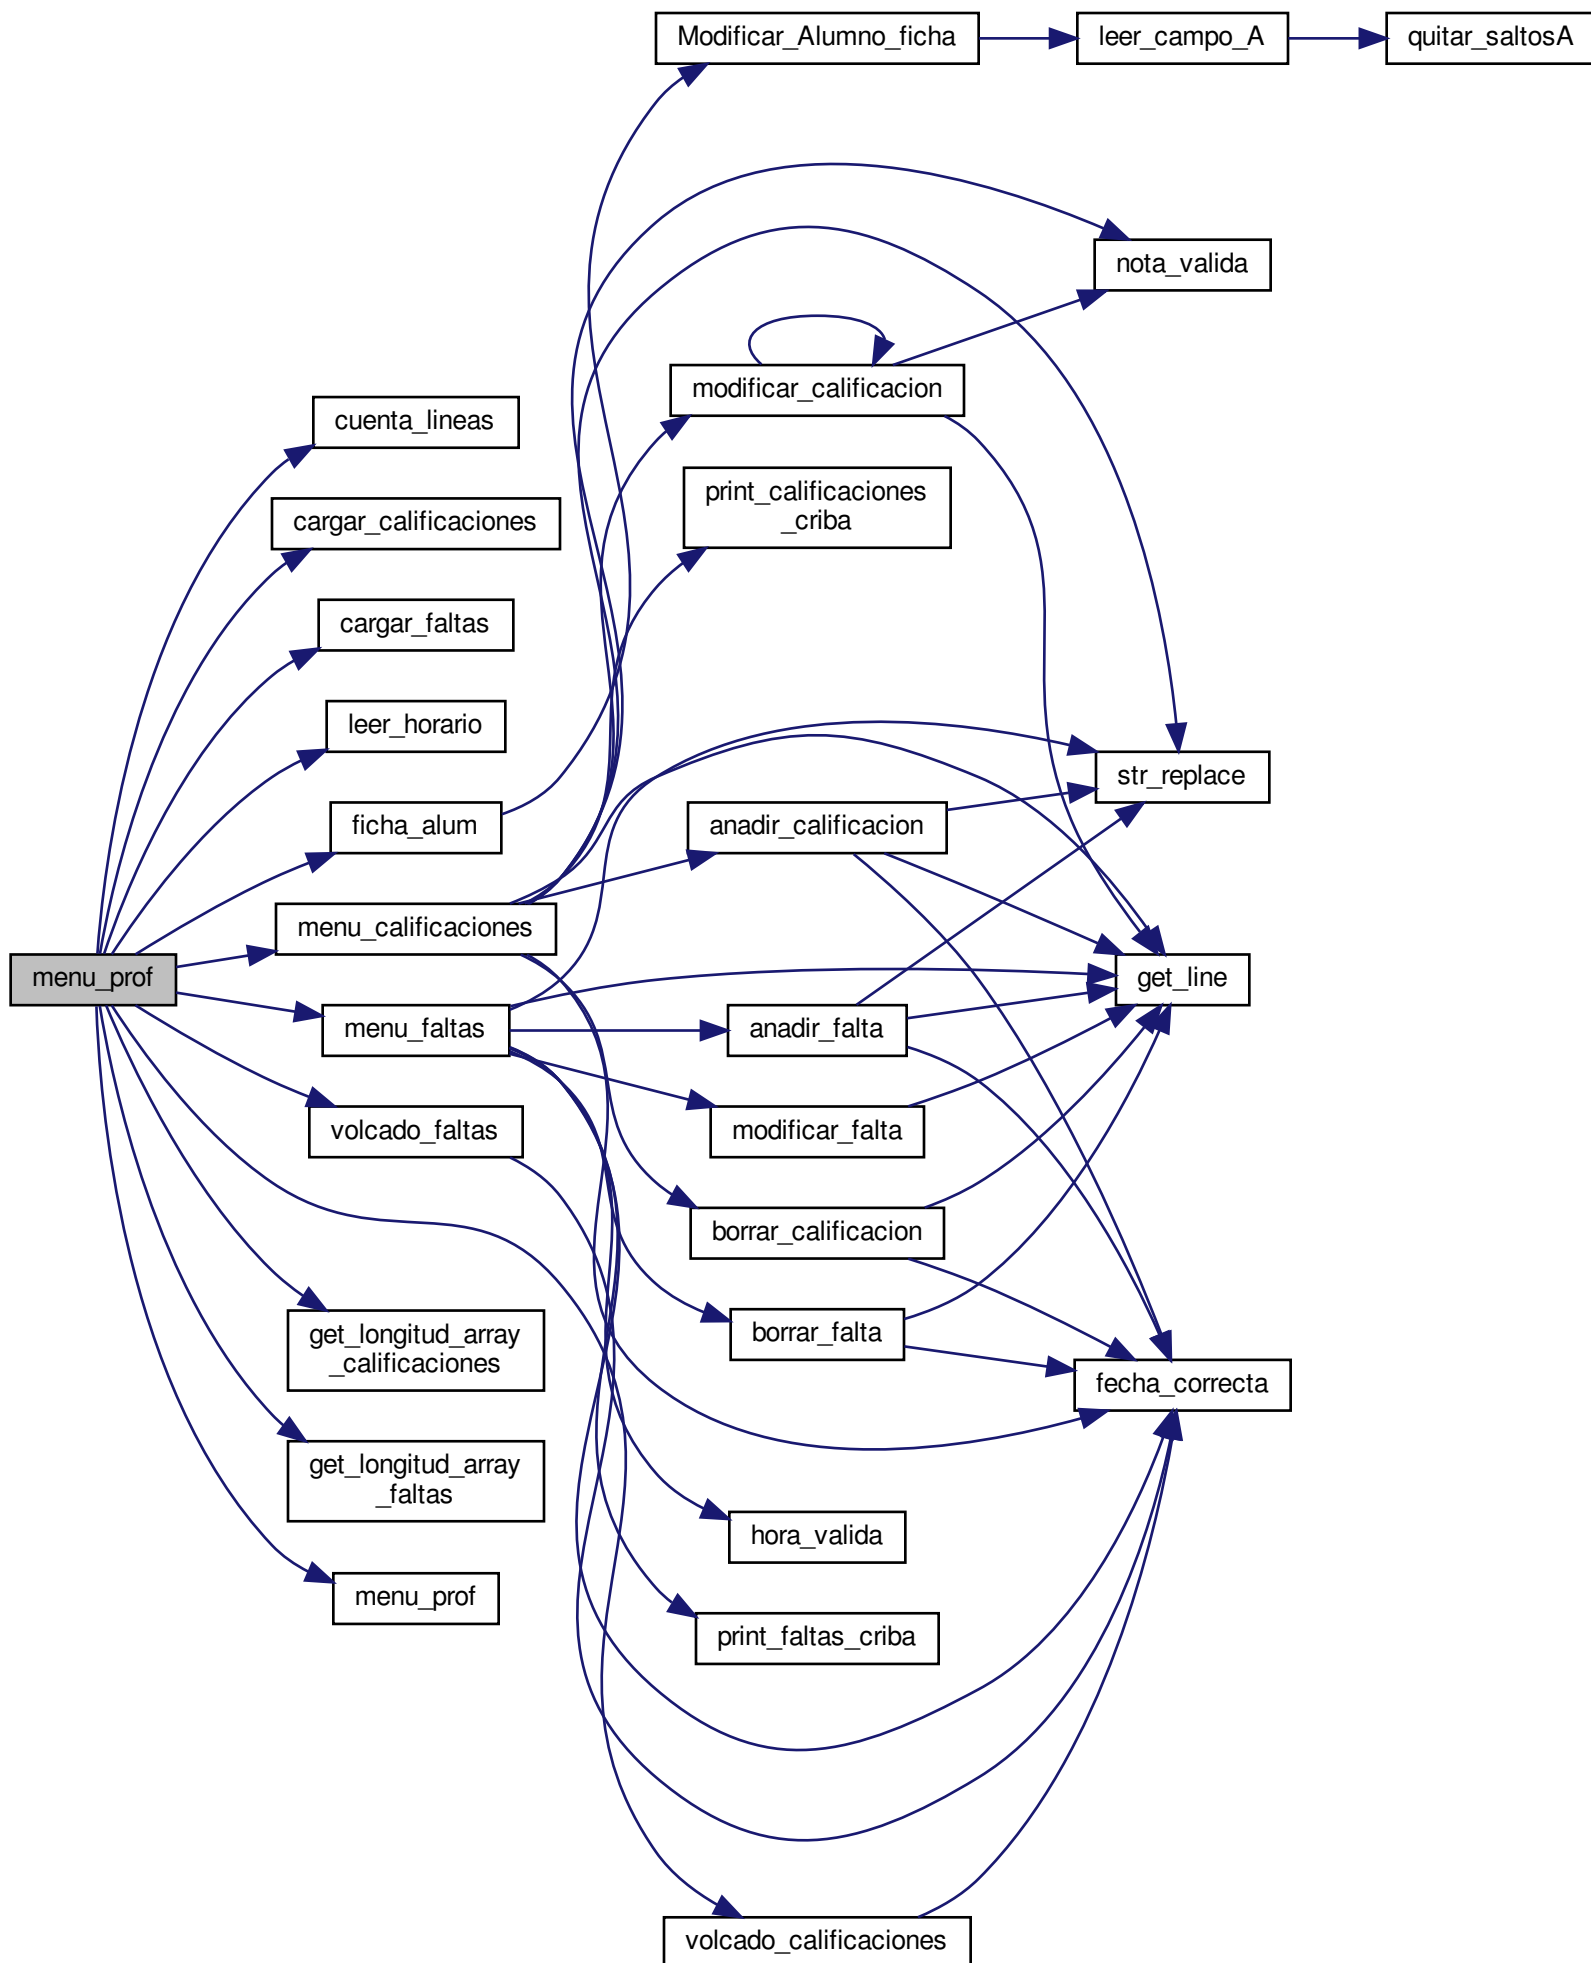 Modificar_Alumno_ficha
leer_campo_A
quitar_saltosA
nota_valida
modificar_calificacion
cuenta_lineas
print_calificaciones
_criba
cargar_calificaciones
cargar_faltas
leer_horario
str_replace
ficha_alum
anadir_calificacion
menu_calificaciones
menu_prof
get_line
menu_faltas
anadir_falta
volcado_faltas
modificar_falta
borrar_calificacion
get_longitud_array
_calificaciones
borrar_falta
fecha_correcta
get_longitud_array
_faltas
hora_valida
menu_prof
print_faltas_criba
volcado_calificaciones